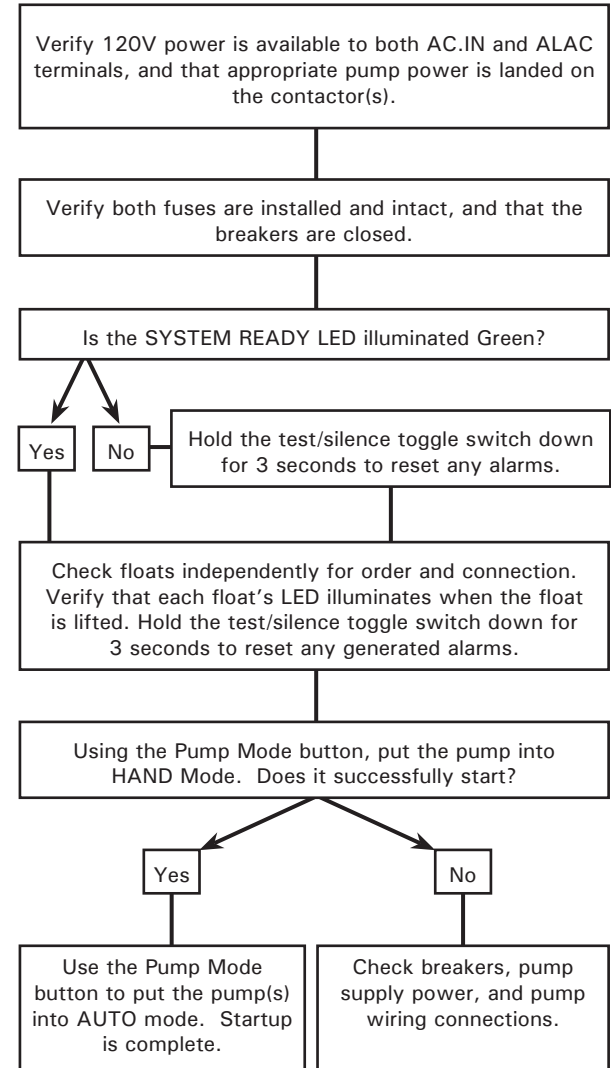 Verify 120V power is available to both AC.IN and ALAC
terminals, and that appropriate pump power is landed on
the contactor(s).
Verify both fuses are installed and intact, and that the
breakers are closed.
Is the SYSTEM READY LED illuminated Green?
Yes
No
Hold the test/silence toggle switch down
for 3 seconds to reset any alarms.
Check floats independently for order and connection.
Verify that each float's LED illuminates when the float
is lifted. Hold the test/silence toggle switch down for
3 seconds to reset any generated alarms.
Using the Pump Mode button, put the pump into
HAND Mode.  Does it successfully start?
Yes
No
Use the Pump Mode
button to put the pump(s)
into AUTO mode.  Startup
is complete.
Check breakers, pump
supply power, and pump
wiring connections.